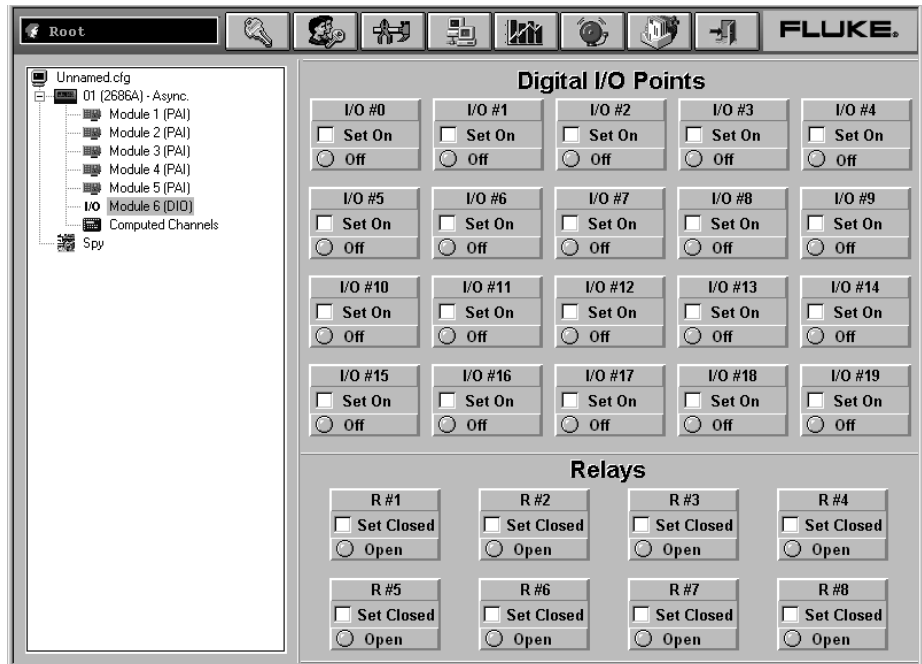 Root
FLUKE®
Unnamed.cfg
01 (2686A) - Async.
Module 1 (PAI)
Module 2 (PAI)
Module 3 (PAI)
Module 4 (PAI)
Module 5 (PAI)
I/O Module 6 (DIO)
Computed Channels
Spy
Digital I/O Points
I/O #0 I/O #1 I/O #2 I/O #3 I/O #4
Set On Set On Set On Set On Set On
Off Off Off Off Off
I/O #5 I/O #6 I/O #7 I/O #8 I/O #9
Set On Set On Set On Set On Set On
Off Off Off Off Off
I/O #10 I/O #11 I/O #12 I/O #13 I/O #14
Set On Set On Set On Set On Set On
Off Off Off Off Off
I/O #15 I/O #16 I/O #17 I/O #18 I/O #19
Set On Set On Set On Set On Set On
Off Off Off Off Off
Relays
R #1 R #2 R #3 R #4
Set Closed Set Closed Set Closed Set Closed
Open Open Open Open
R #5 R #6 R #7 R #8
Set Closed Set Closed Set Closed Set Closed
Open Open Open Open